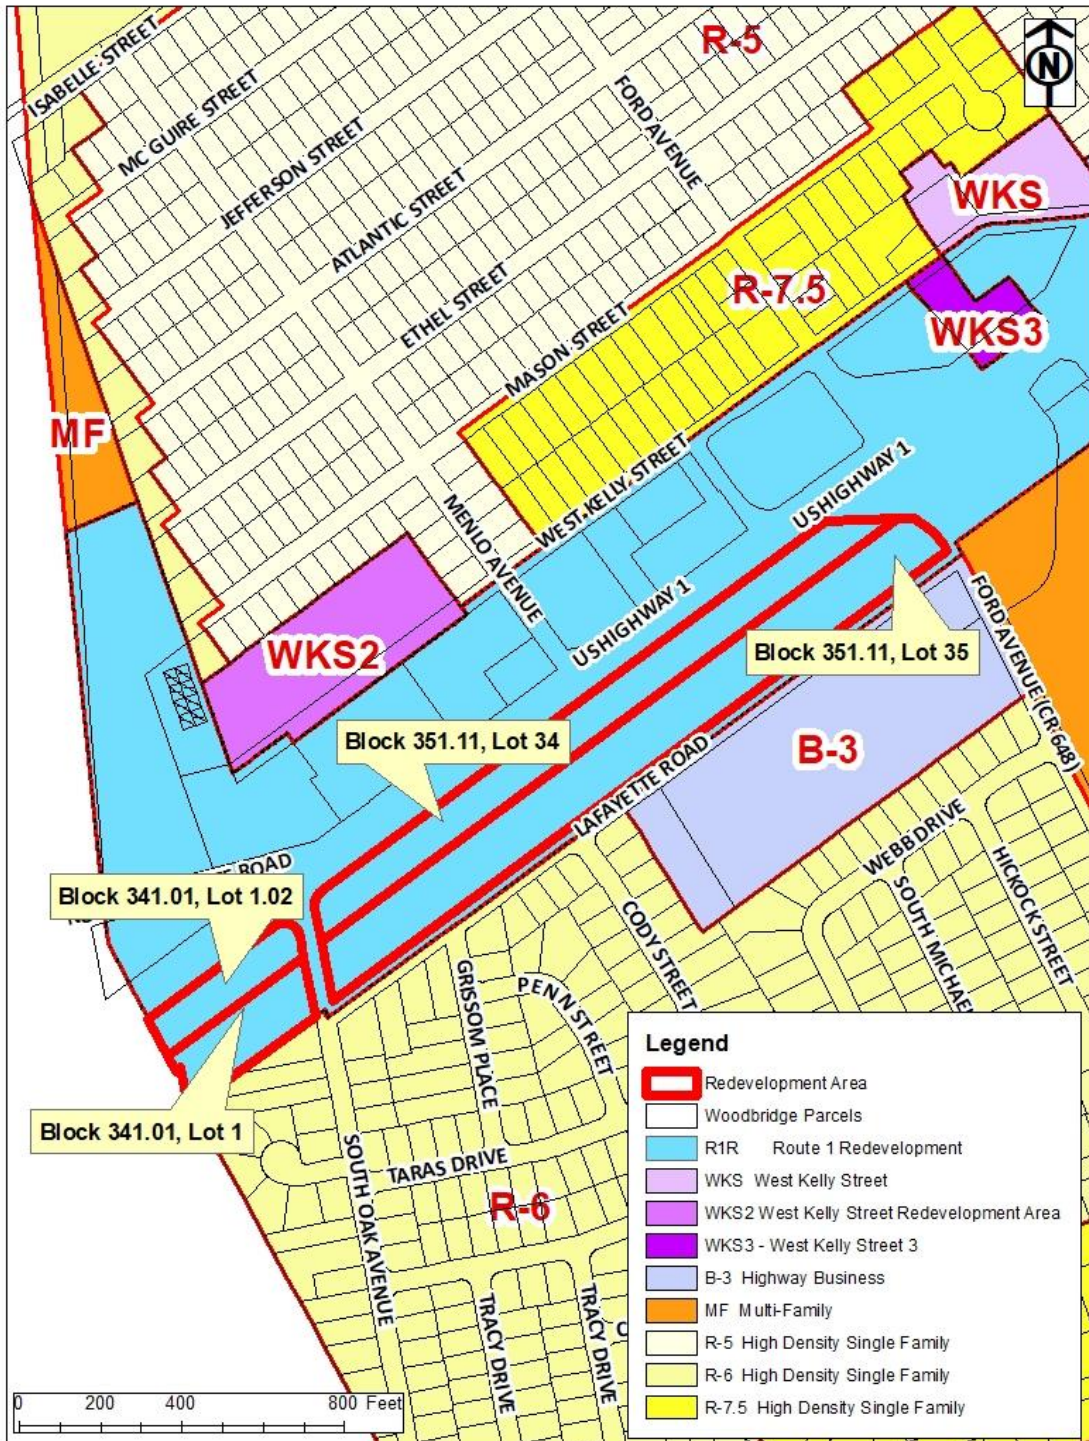 R-5
N
ISABELLE STREET
MC GUIRE STREET
JEFFERSON STREET
FORD AVENUE
ATLANTIC STREET
WKS
ETHEL STREET
R-7.5
MASON STREET
WKS3
MF
WEST KELLY STREET
US HIGHWAY 1
MENLO AVENUE
US HIGHWAY 1
WKS2
Block 351.11, Lot 35
FORD AVENUE (CR 648)
Block 351.11, Lot 34
B-3
LAFAYETTE ROAD
WEBB DRIVE
ROAD
Block 341.01, Lot 1.02
HICKOCK STREET
SOUTH MICHAEL
CODY STREET
GRISSOM PLACE
PENN STREET
Block 341.01, Lot 1
SOUTH OAK AVENUE
TARAS DRIVE
R-6
TRACY DRIVE
TRACY DRIVE
Legend
Redevelopment Area
Woodbridge Parcels
R1R Route 1 Redevelopment
WKS West Kelly Street
WKS2 West Kelly Street Redevelopment Area
WKS3 - West Kelly Street 3
B-3 Highway Business
MF Multi-Family
R-5 High Density Single Family
R-6 High Density Single Family
R-7.5 High Density Single Family
0 200 400 800 Feet